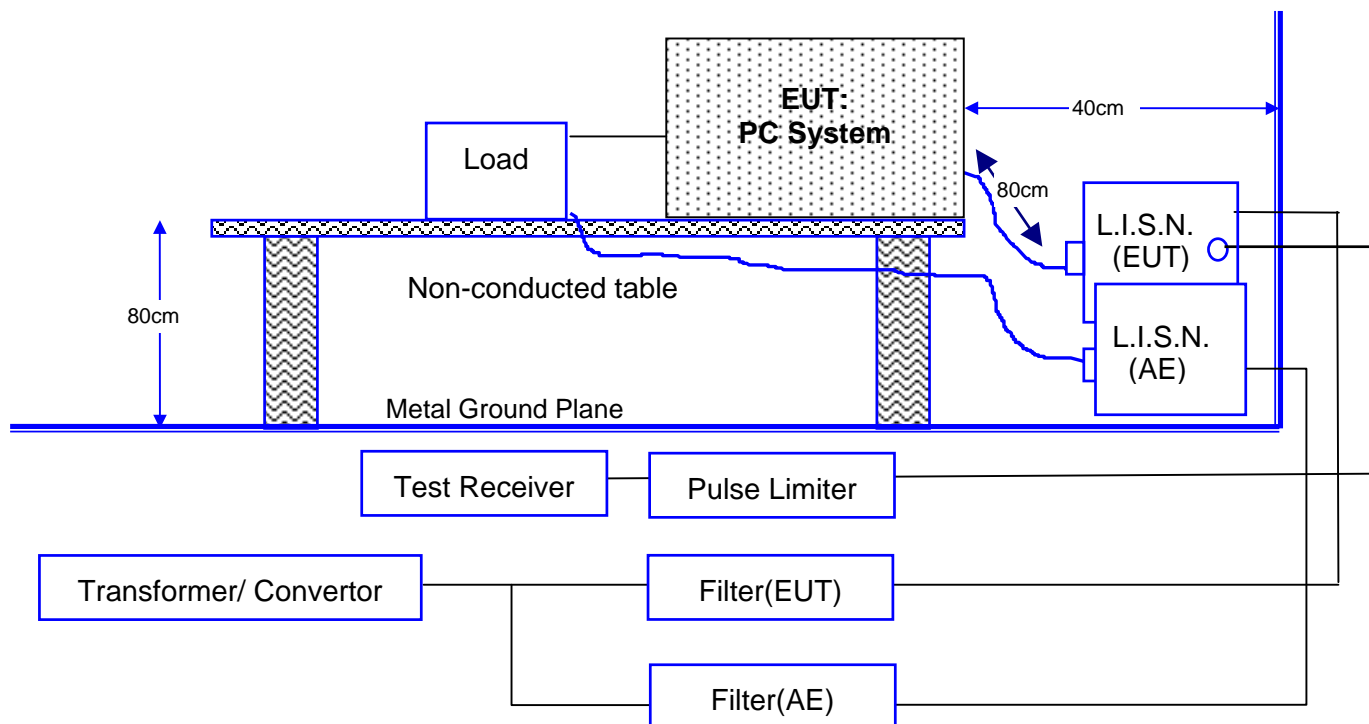 EUT:
PC System
40cm
Load
80cm
L.I.S.N.
(EUT)
Non-conducted table
80cm
L.I.S.N.
(AE)
Metal Ground Plane
Test Receiver
Pulse Limiter
Transformer/ Convertor
Filter(EUT)
Filter(AE)